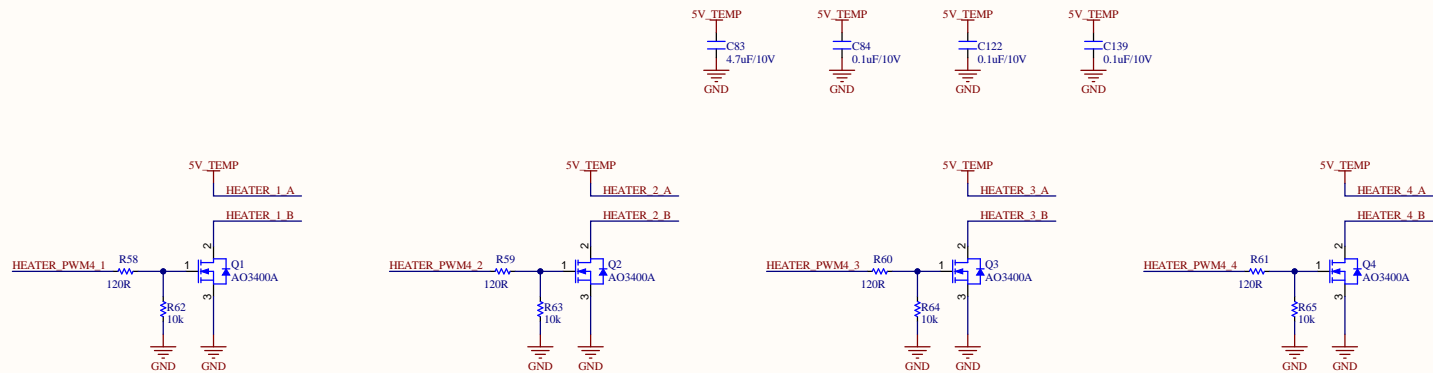 5V_TEMP 5V_TEMP 5V_TEMP 5V_TEMP
C83 C84 C122 C139
4.7uF/10V 0.1uF/10V 0.1uF/10V 0.1uF/10V
GND GND GND GND
5V_TEMP 5V_TEMP 5V_TEMP 5V_TEMP
HEATER_1_A HEATER_2_A HEATER_3_A HEATER_4_A
HEATER_1_B HEATER_2_B HEATER_3_B HEATER_4_B
2 2 2 2
HEATER_PWM4_1 R58 1 Q1 HEATER_PWM4_2 R59 1 Q2 HEATER_PWM4_3 R60 1 Q3 HEATER_PWM4_4 R61 1 Q4
120R AO3400A 120R AO3400A 120R AO3400A 120R AO3400A
3 3 3 3
R62 R63 R64 R65
10k 10k 10k 10k
GND GND GND GND GND GND GND GND